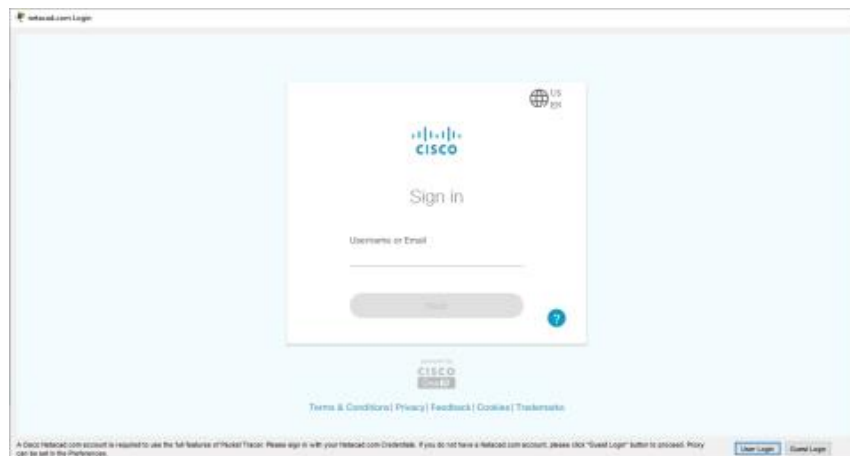 netacad.com Login
US
EN
CISCO
Sign in
Username or Email
Next
?
CISCO
Terms & Conditions| Privacy| Feedback| Cookies| Trademarks
A Cisco Netacad.com account is required to use the full features of Packet Tracer. Please sign in with your Netacad.com Credentials. If you do not have a Netacad.com account, please click "Guest Login" button to proceed. Proxy
can be set in the Preferences.
User Login
Guest Login